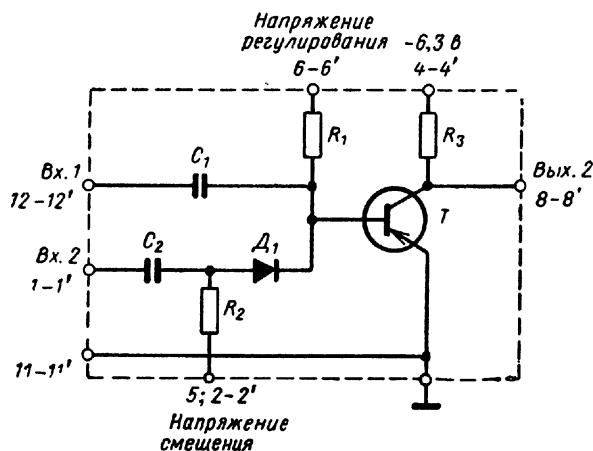 Напряжение
регулирования
6–6'
-6,3 в
4–4'
R₁
R₃
Вх. 1
12–12'
C₁
Вых. 2
8–8'
T
Вх. 2
1–1'
C₂
Д₁
R₂
11–11'
5; 2–2'
Напряжение
смещения